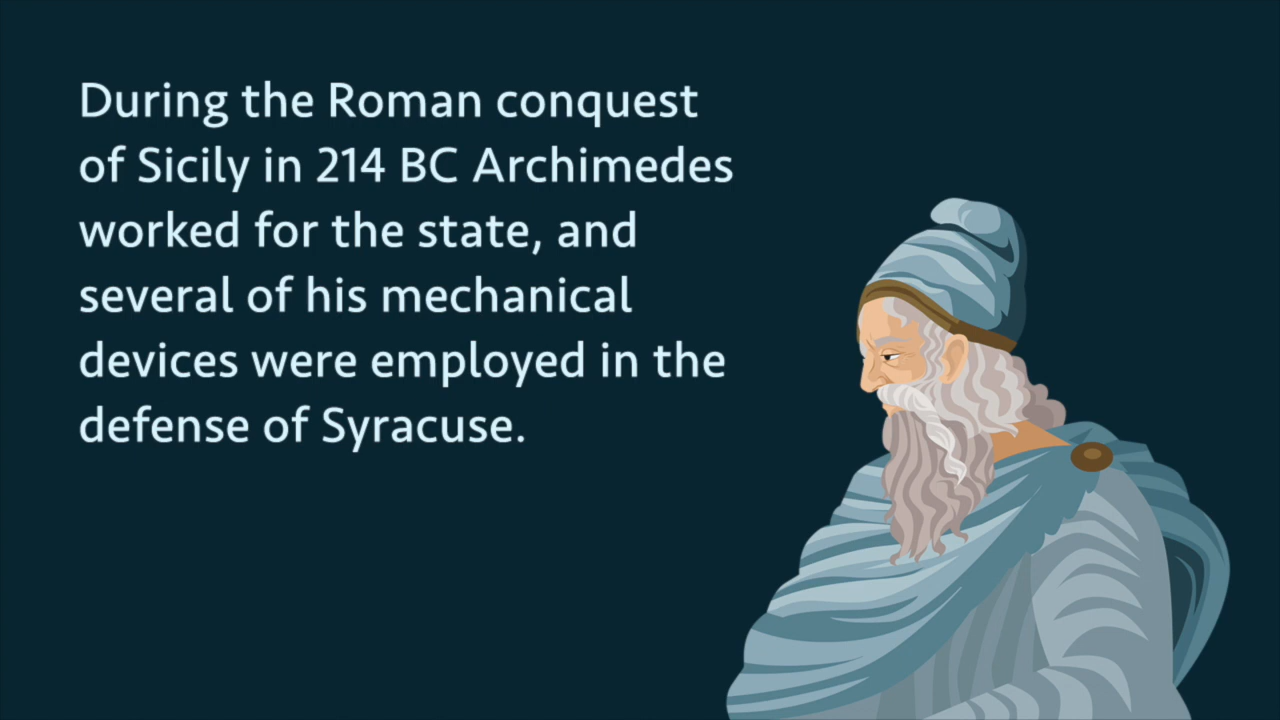 During the Roman conquest
of Sicily in 214 BC Archimedes
worked for the state, and
several of his mechanical
devices were employed in the
defense of Syracuse.